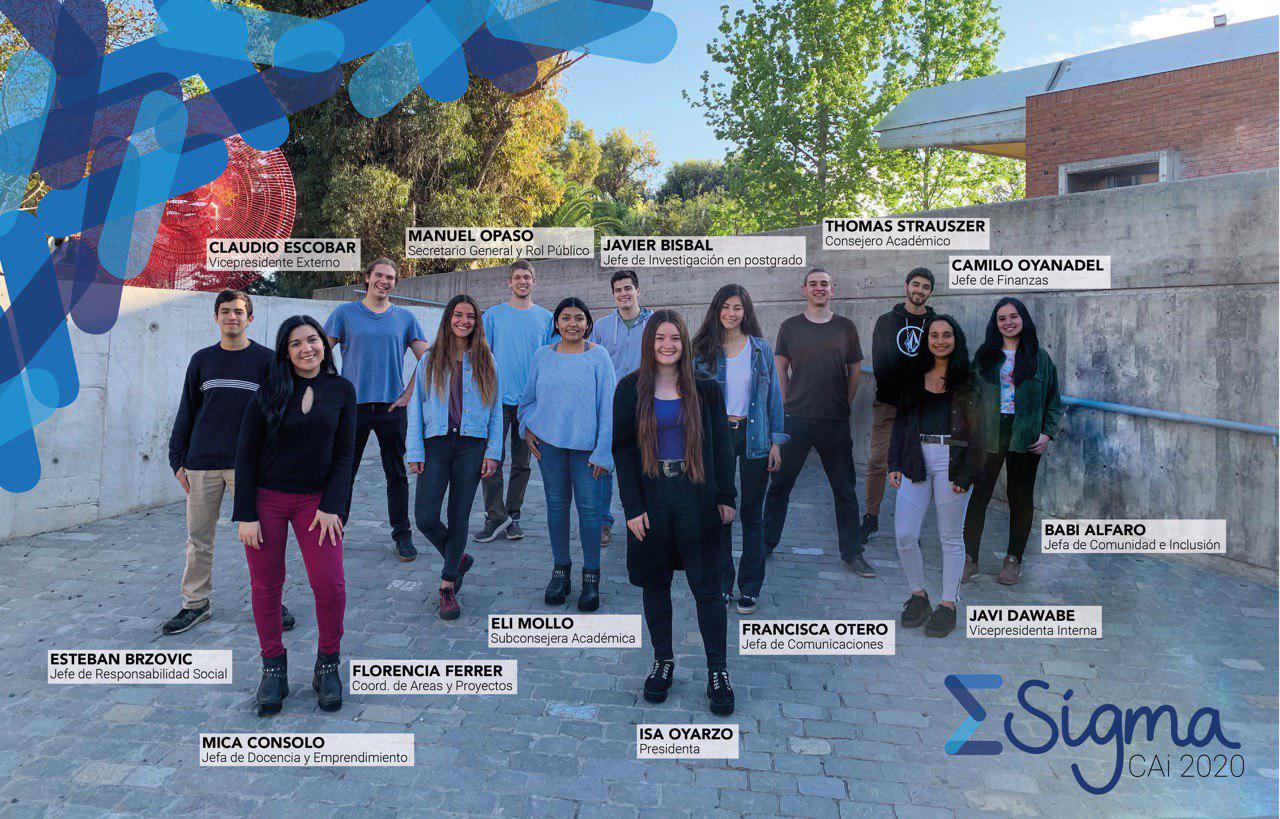 CLAUDIO ESCOBAR
Vicepresidente Externo
MANUEL OPASO
Secretario General y Rol Público
JAVIER BISBAL
Jefe de Investigación en postgrado
THOMAS STRAUSZER
Consejero Académico
CAMILO OYANADEL
Jefe de Finanzas
BABI ALFARO
Jefa de Comunidad e Inclusión
JAVI DAWABE
Vicepresidenta Interna
ELI MOLLO
Subconsejera Académica
FRANCISCA OTERO
Jefa de Comunicaciones
ESTEBAN BRZOVIC
Jefe de Responsabilidad Social
FLORENCIA FERRER
Coord. de Areas y Proyectos
MICA CONSOLO
Jefa de Docencia y Emprendimiento
ISA OYARZO
Presidenta
Σ Sigma
CAi 2020